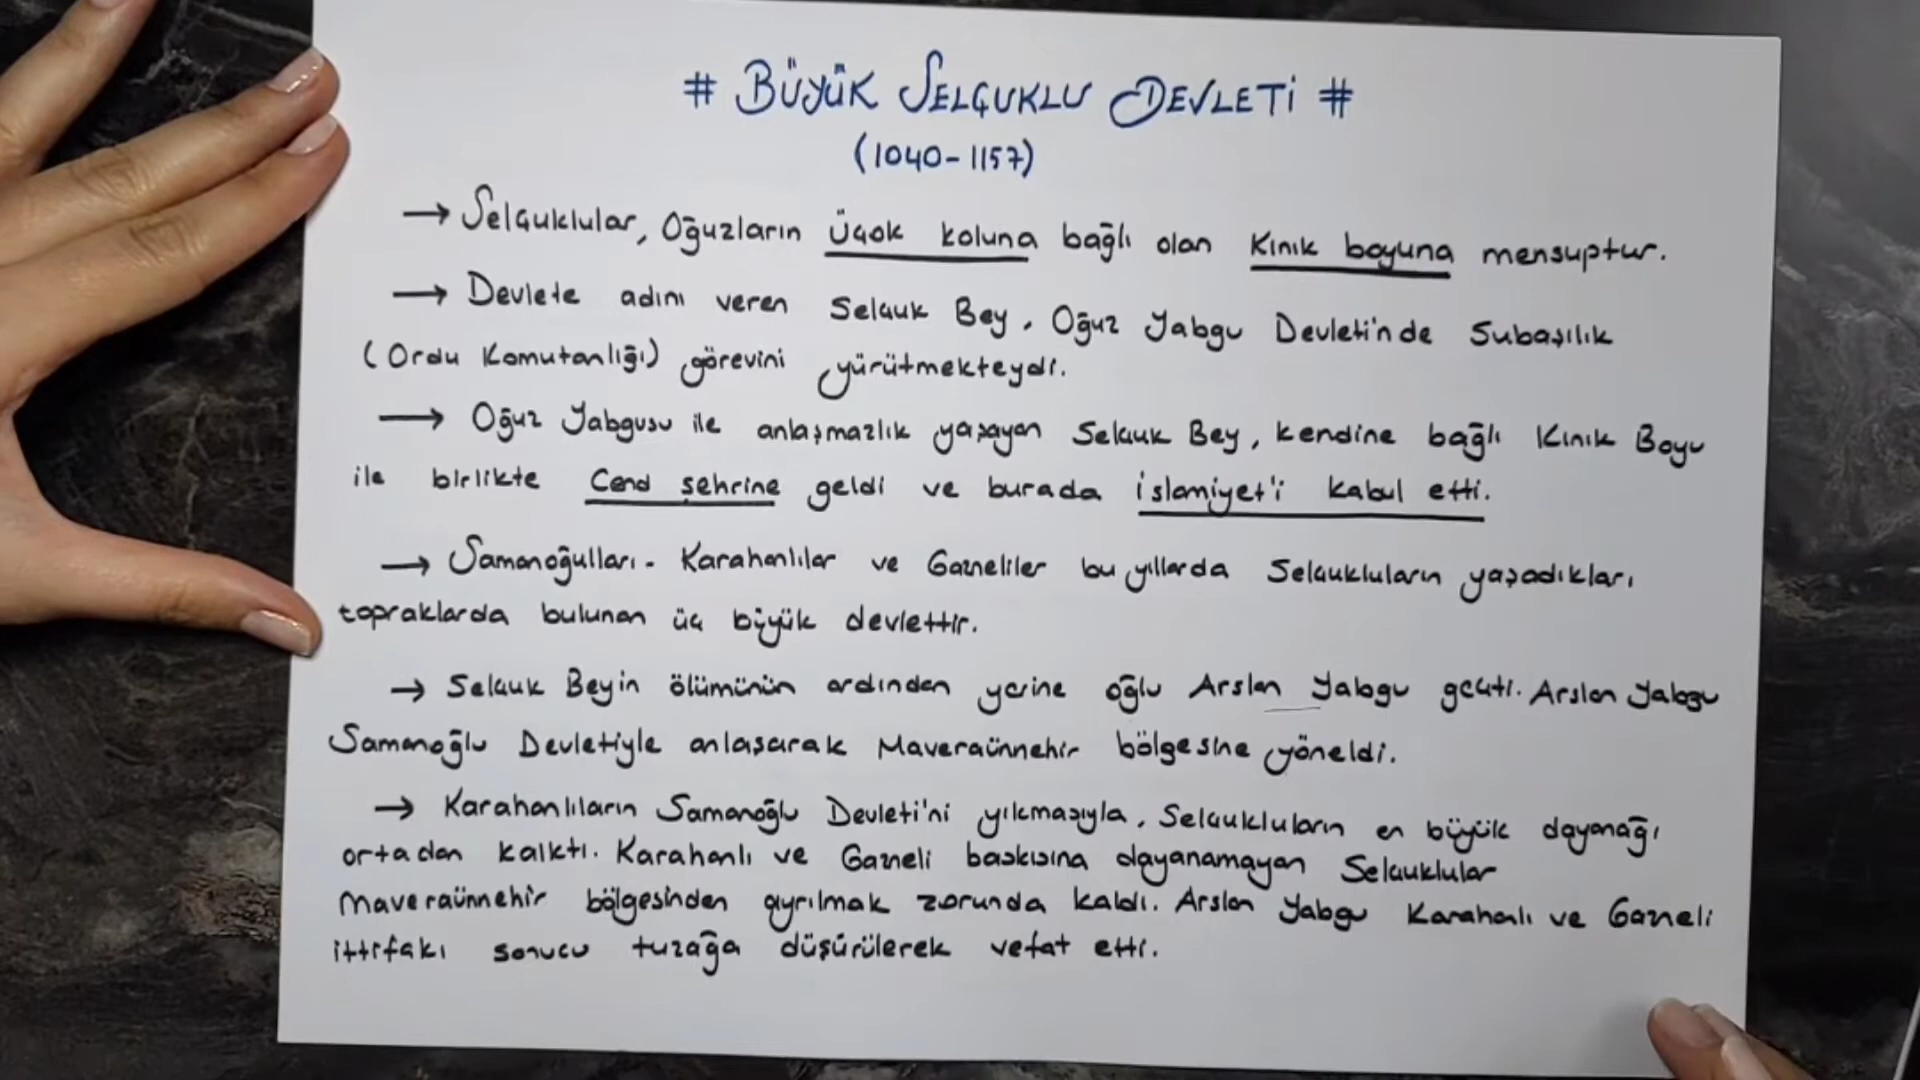 # BÜYÜK SELÇUKLU DEVLETİ #
(1040-1157)
→ Selçuklular, Oğuzların üçok koluna bağlı olan Kınık boyuna mensuptur.
→ Devlete adını veren Selçuk Bey, Oğuz Yabgu Devleti'nde Subaşılık
(Ordu Komutanlığı) görevini yürütmekteydi.
→ Oğuz Yabgusu ile anlaşmazlık yaşayan Selçuk Bey, kendine bağlı Kınık Boyu
ile birlikte Cend şehrine geldi ve burada islamiyet'i kabul etti.
→ Samanoğulları - Karahanlılar ve Gazneliler bu yıllarda Selçukluların yaşadıkları
topraklarda bulunan üç büyük devlettir.
→ Selçuk Beyin ölümünün ardından yerine oğlu Arslan Yabgu geçti. Arslan Yabgu
Samanoğlu Devletiyle anlaşarak Maveraünnehir bölgesine yöneldi.
→ Karahanlıların Samanoğlu Devleti'ni yıkmasıyla, Selçukluların en büyük dayanağı
ortadan kalktı. Karahanlı ve Gazneli baskısına dayanamayan Selçuklular
Maveraünnehir bölgesinden ayrılmak zorunda kaldı. Arslan Yabgu Karahanlı ve Gazneli
ittifakı sonucu tuzağa düşürülerek vefat etti.